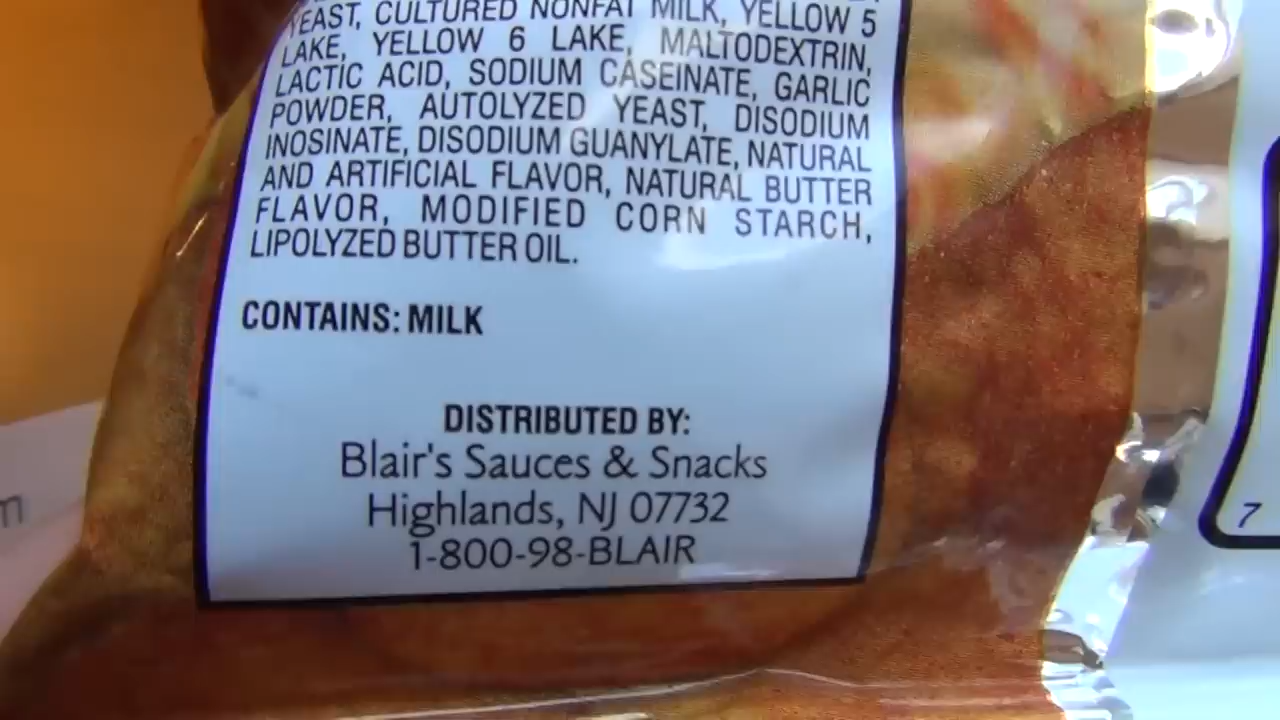 YEAST, CULTURED NONFAT MILK, YELLOW 5
LAKE, YELLOW 6 LAKE, MALTODEXTRIN,
LACTIC ACID, SODIUM CASEINATE, GARLIC
POWDER, AUTOLYZED YEAST, DISODIUM
INOSINATE, DISODIUM GUANYLATE, NATURAL
AND ARTIFICIAL FLAVOR, NATURAL BUTTER
FLAVOR, MODIFIED CORN STARCH,
LIPOLYZED BUTTER OIL.
CONTAINS: MILK
DISTRIBUTED BY:
Blair's Sauces & Snacks
Highlands, NJ 07732
1-800-98-BLAIR
7